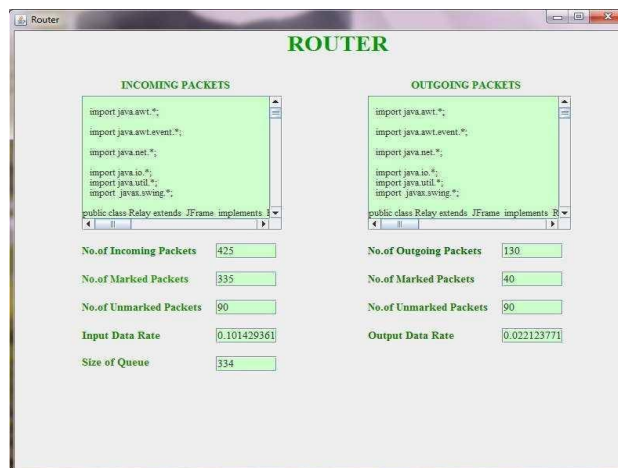 Router
ROUTER
INCOMING PACKETS
import java.awt.*;
import java.awt.event.*;
import java.net.*;
import java.io.*;
import java.util.*;
import javax.swing.*;
public class Relay extends JFrame implements
No.of Incoming Packets 425
No.of Marked Packets 335
No.of Unmarked Packets 90
Input Data Rate 0.101429361
Size of Queue 334
OUTGOING PACKETS
import java.awt.*;
import java.awt.event.*;
import java.net.*;
import java.io.*;
import java.util.*;
import javax.swing.*;
public class Relay extends JFrame implements R
No.of Outgoing Packets 130
No.of Marked Packets 40
No.of Unmarked Packets 90
Output Data Rate 0.022123771